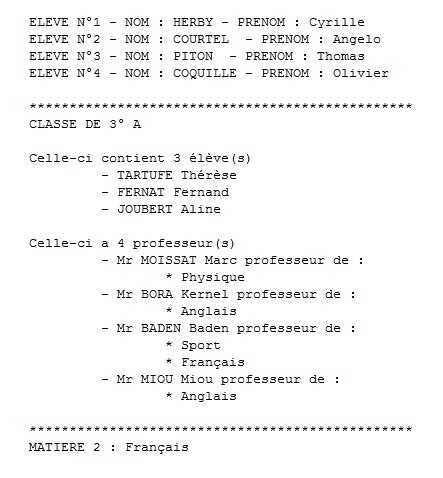 ELEVE N°1 - NOM : HERBY - PRENOM : Cyrille
ELEVE N°2 - NOM : COURTEL  - PRENOM : Angelo
ELEVE N°3 - NOM : PITON  - PRENOM : Thomas
ELEVE N°4 - NOM : COQUILLE - PRENOM : Olivier
************************************************
CLASSE DE 3° A
Celle-ci contient 3 élève(s)
- TARTUFE Thérèse
- FERNAT Fernand
- JOUBERT Aline
Celle-ci a 4 professeur(s)
- Mr MOISSAT Marc professeur de :
* Physique
- Mr BORA Kernel professeur de :
* Anglais
- Mr BADEN Baden professeur de :
* Sport
* Français
- Mr MIOU Miou professeur de :
* Anglais
************************************************
MATIERE 2 : Français